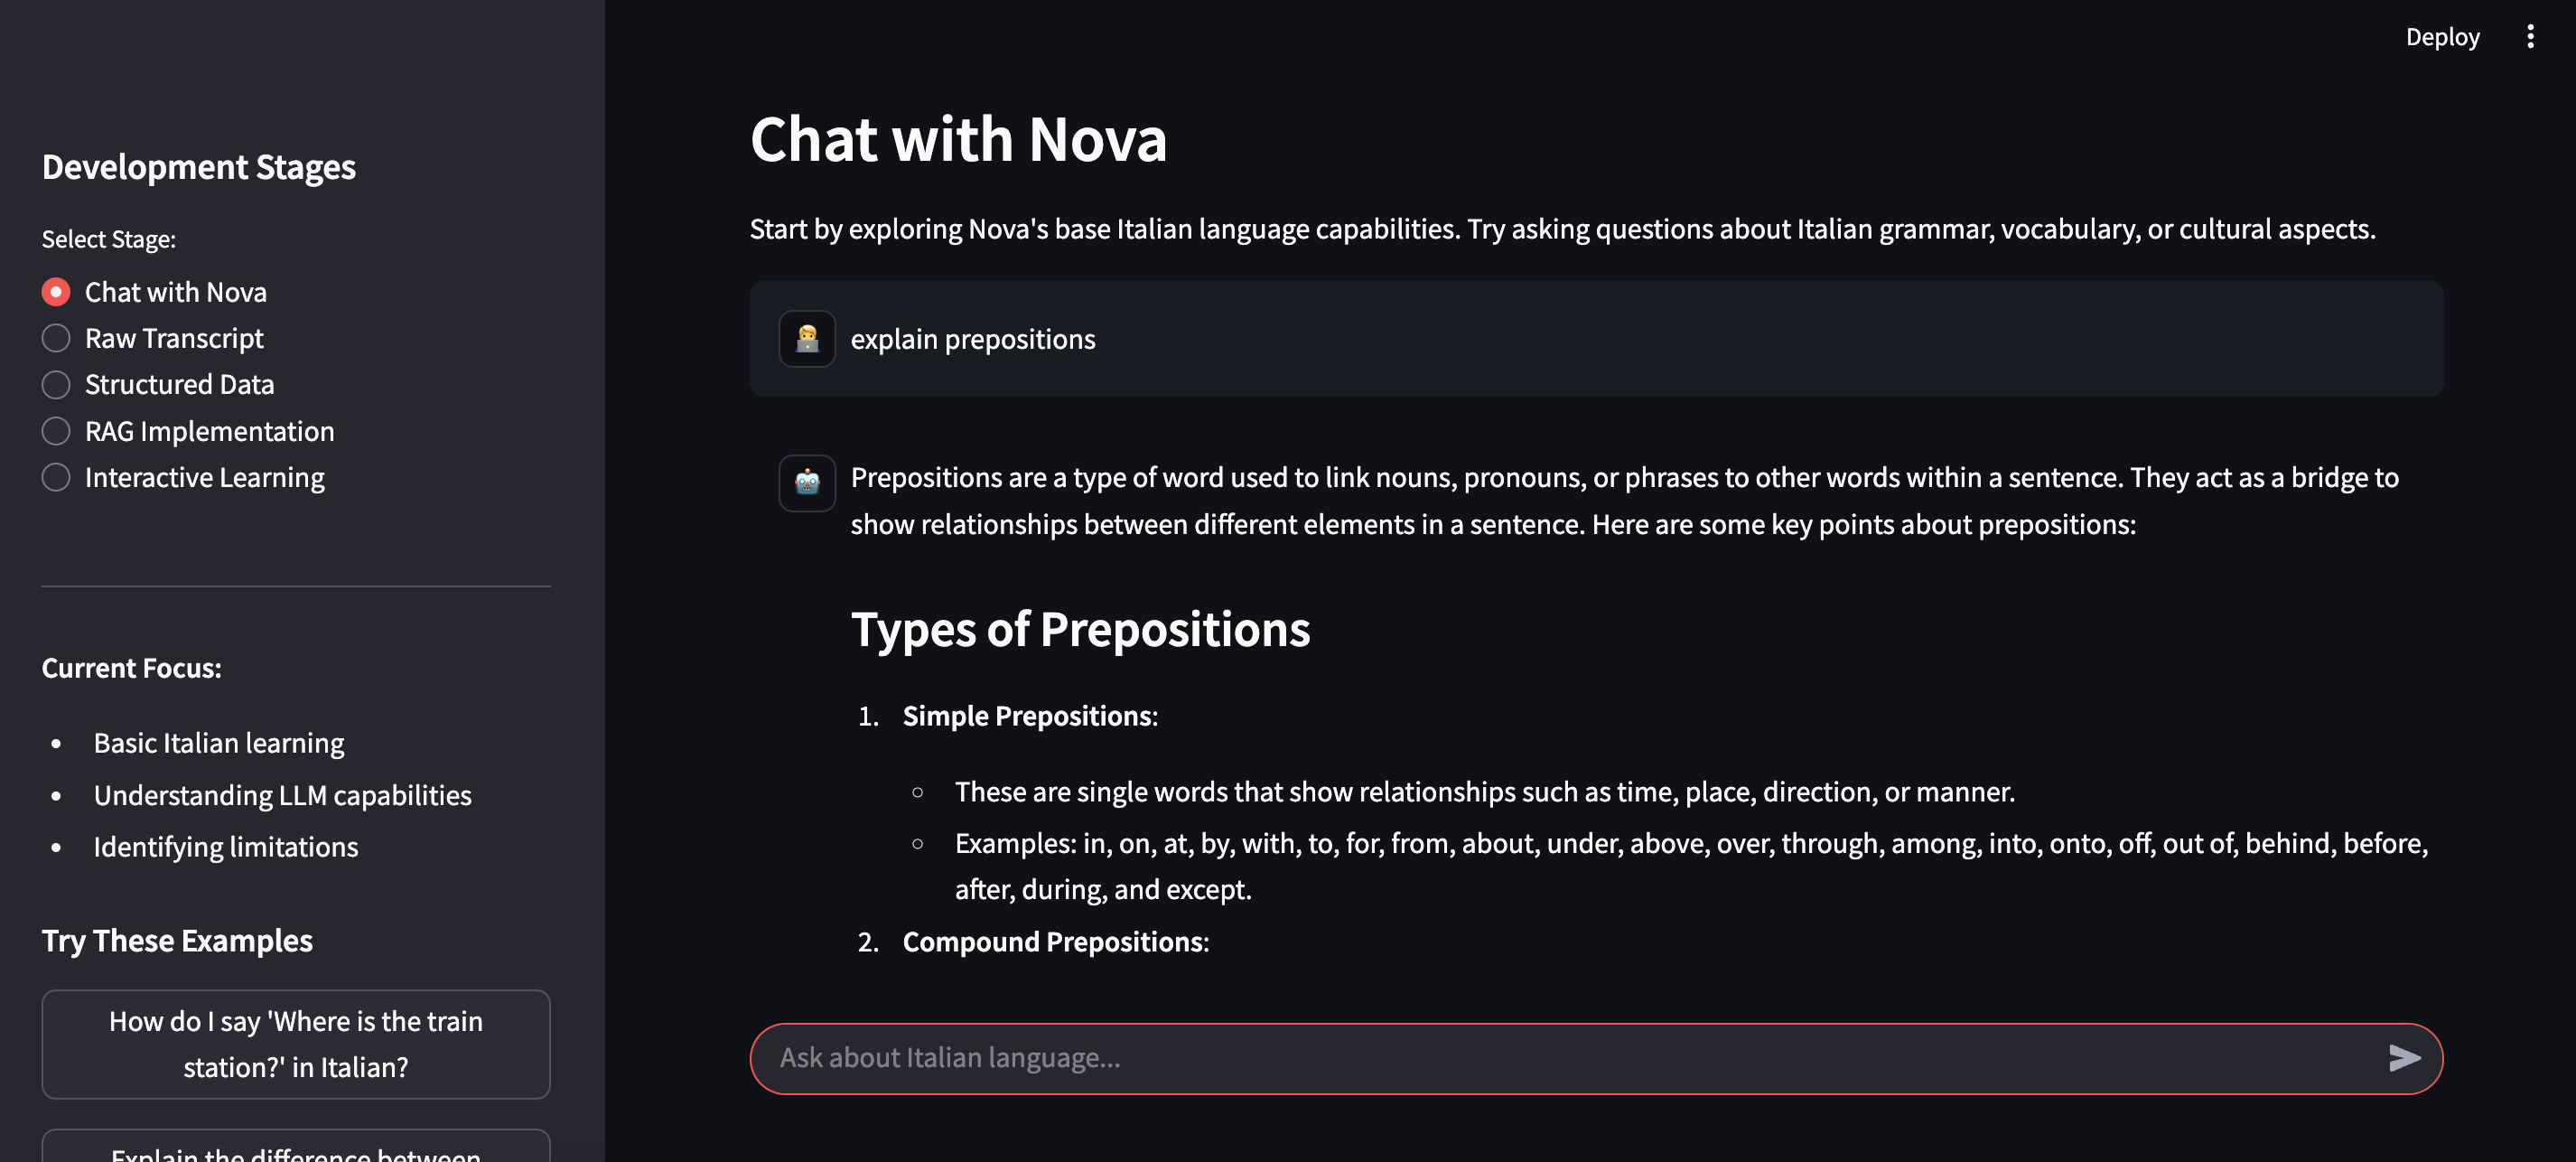 Deploy
Development Stages
Select Stage:
Chat with Nova
Raw Transcript
Structured Data
RAG Implementation
Interactive Learning
Current Focus:
• Basic Italian learning
• Understanding LLM capabilities
• Identifying limitations
Try These Examples
How do I say 'Where is the train
station?' in Italian?
Explain the difference between
Chat with Nova
Start by exploring Nova's base Italian language capabilities. Try asking questions about Italian grammar, vocabulary, or cultural aspects.
explain prepositions
Prepositions are a type of word used to link nouns, pronouns, or phrases to other words within a sentence. They act as a bridge to
show relationships between different elements in a sentence. Here are some key points about prepositions:
Types of Prepositions
1. Simple Prepositions:
○ These are single words that show relationships such as time, place, direction, or manner.
○ Examples: in, on, at, by, with, to, for, from, about, under, above, over, through, among, into, onto, off, out of, behind, before,
after, during, and except.
2. Compound Prepositions:
Ask about Italian language...